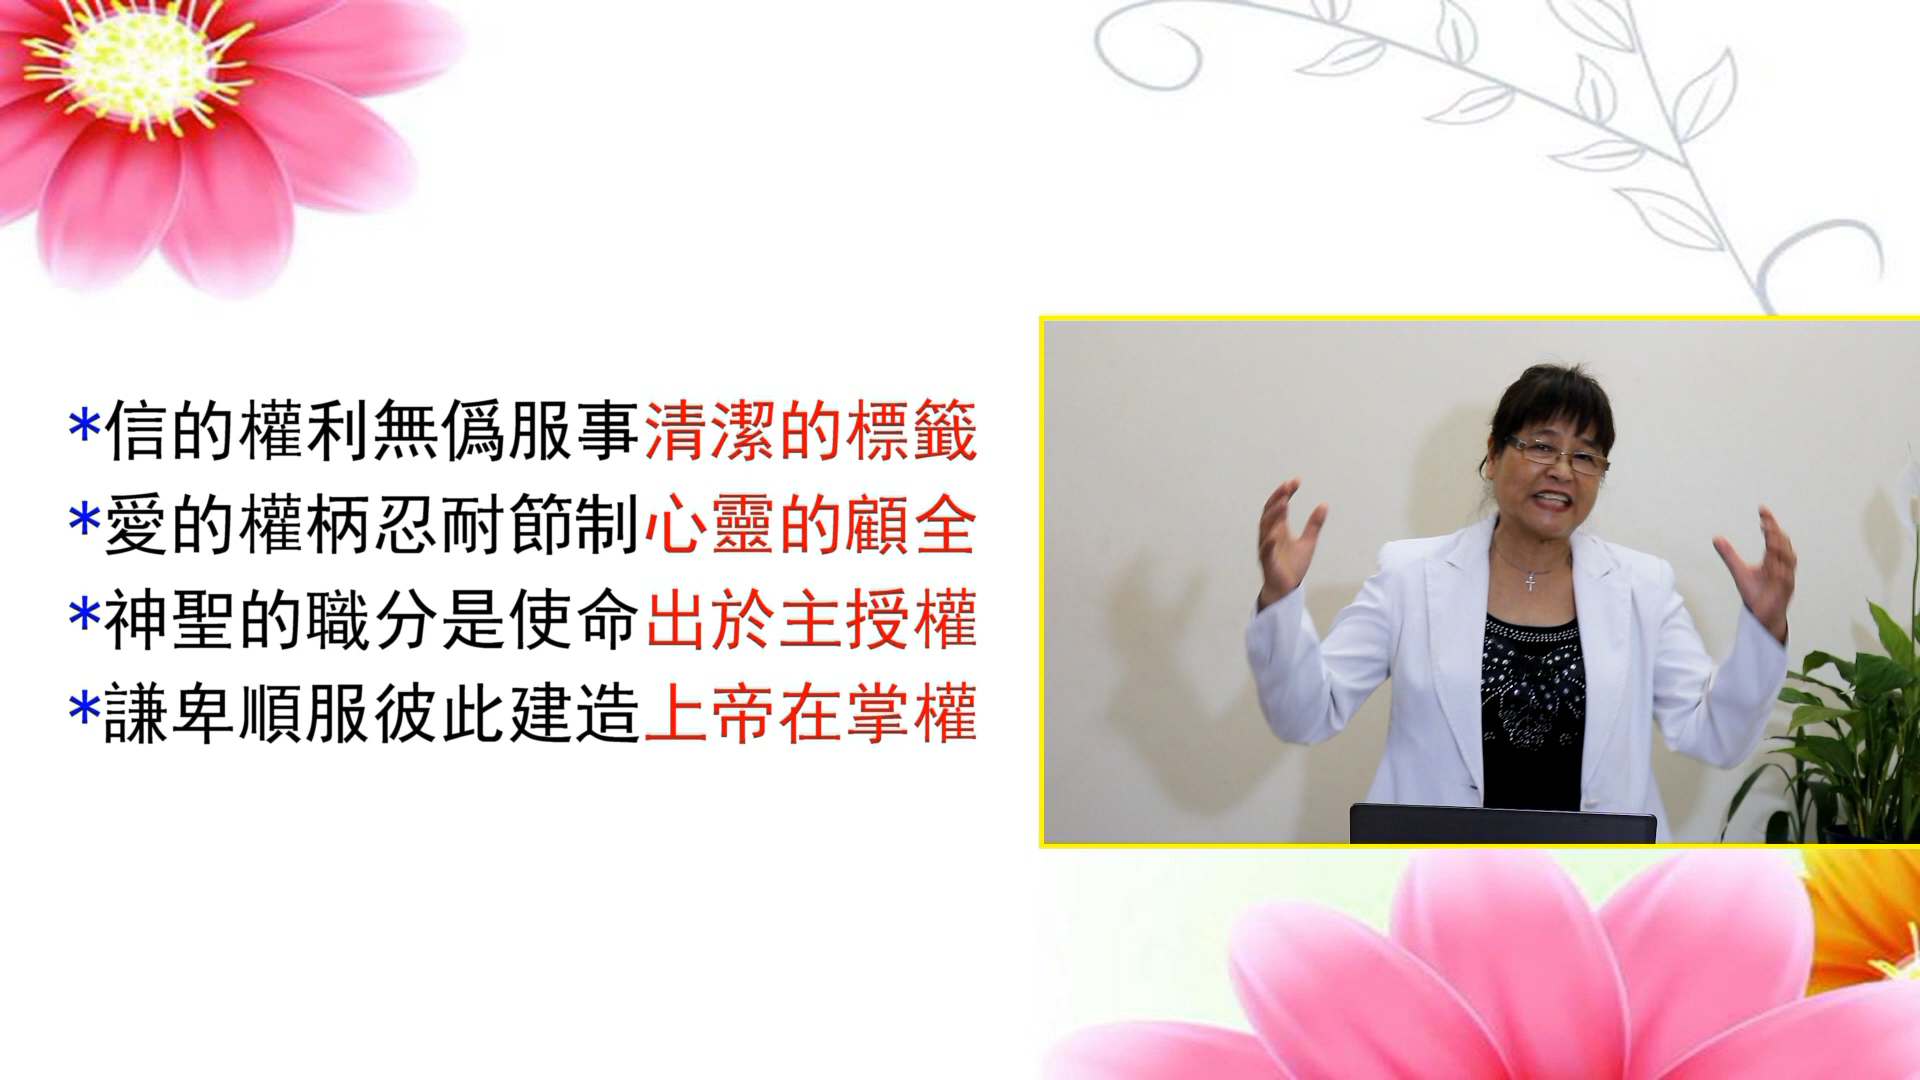 *信的權利無僞服事清潔的標籤
*愛的權柄忍耐節制心靈的顧全
*神聖的職分是使命出於主授權
*謙卑順服彼此建造上帝在掌權